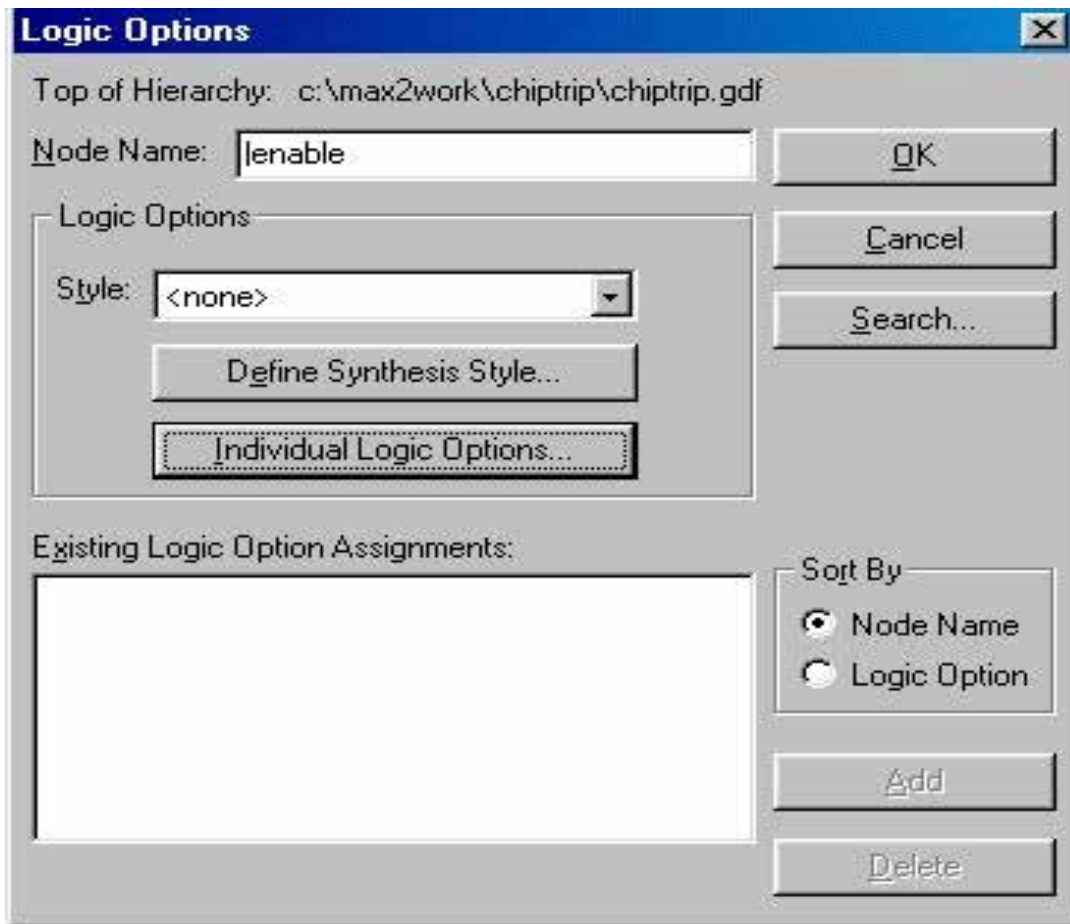 Logic Options
Top of Hierarchy: c:\max2work\chiptrip\chiptrip.gdf
Node Name: |enable
OK
Logic Options
Cancel
Style: <none>
Search...
Define Synthesis Style...
Individual Logic Options...
Existing Logic Option Assignments:
Sort By
Node Name
Logic Option
Add
Delete